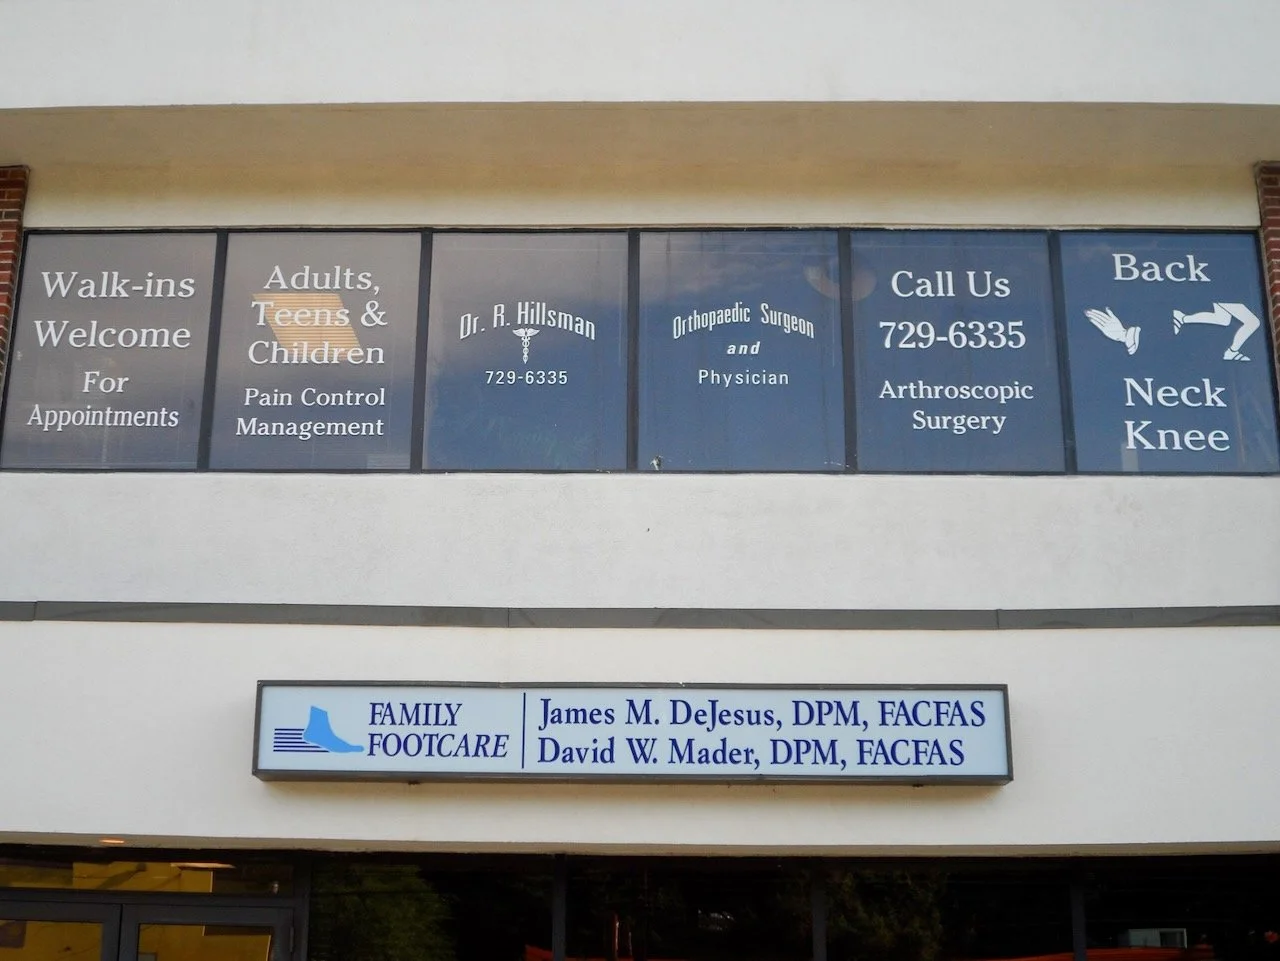 Walk-ins
Welcome
For
Appointments
Adults,
Teens &
Children
Pain Control
Management
Dr. R. Hillsman
729-6335
Orthopaedic Surgeon
and
Physician
Call Us
729-6335
Arthroscopic
Surgery
Back
Neck
Knee
FAMILY
FOOTCARE
James M. DeJesus, DPM, FACFAS
David W. Mader, DPM, FACFAS